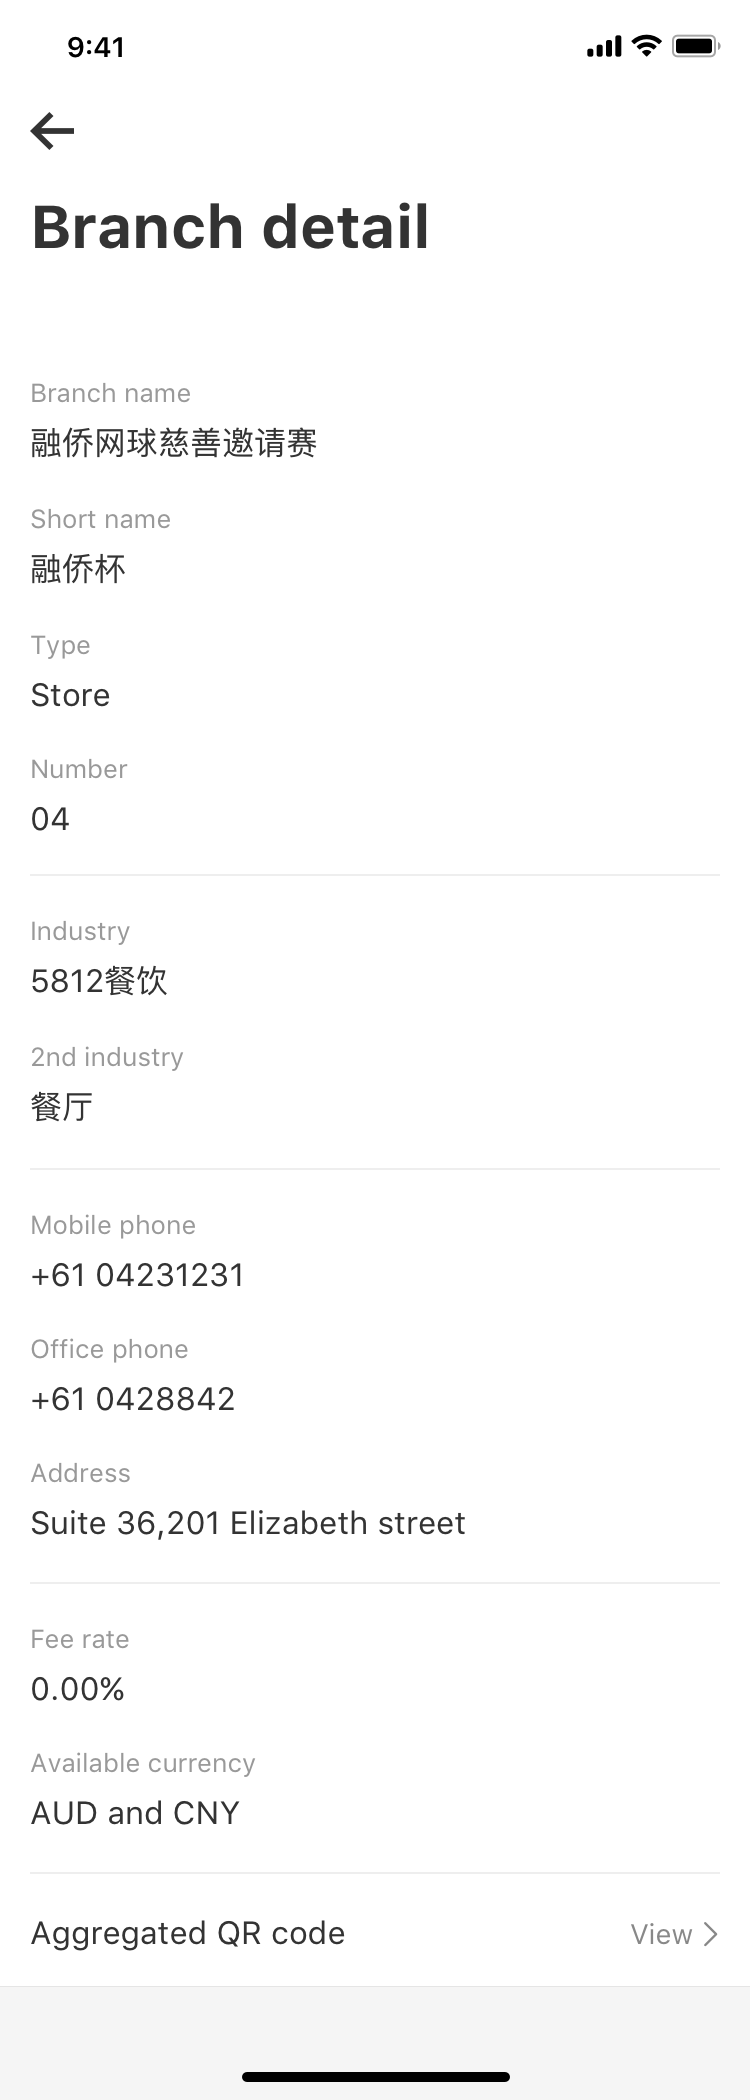 9:41
Branch detail
Branch name
融侨网球慈善邀请赛
Short name
融侨杯
Type
Store
Number
04
Industry
5812餐饮
2nd industry
餐厅
Mobile phone
+61 04231231
Office phone
+61 0428842
Address
Suite 36,201 Elizabeth street
Fee rate
0.00%
Available currency
AUD and CNY
Aggregated QR code
View